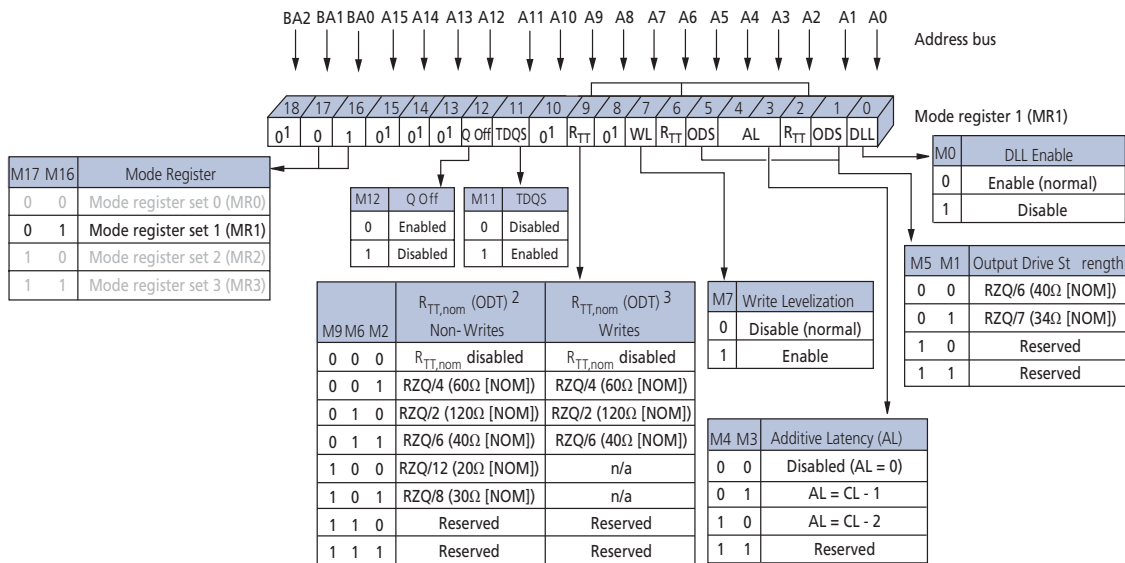 BA2 BA1 BA0 A15 A14 A13 A12 A11 A10 A9 A8 A7 A6 A5 A4 A3 A2 A1 A0
Address bus
18 17 16 15 14 13 12 11 10 9 8 7 6 5 4 3 2 1 0
0¹ 0 1 0¹ 0¹ 0¹ Q Off TDQS 0¹ RTT 0¹ WL RTT ODS AL RTT ODS DLL
Mode register 1 (MR1)
M17 M16 Mode Register
0 0 Mode register set 0 (MR0)
0 1 Mode register set 1 (MR1)
1 0 Mode register set 2 (MR2)
1 1 Mode register set 3 (MR3)
M12 Q Off
0 Enabled
1 Disabled
M11 TDQS
0 Disabled
1 Enabled
M0 DLL Enable
0 Enable (normal)
1 Disable
M5 M1 Output Drive St rength
0 0 RZQ/6 (40Ω [NOM])
0 1 RZQ/7 (34Ω [NOM])
1 0 Reserved
1 1 Reserved
M9 M6 M2
RTT,nom (ODT) 2
Non-Writes
RTT,nom (ODT) 3
Writes
0 0 0 RTT,nom disabled RTT,nom disabled
0 0 1 RZQ/4 (60Ω [NOM]) RZQ/4 (60Ω [NOM])
0 1 0 RZQ/2 (120Ω [NOM]) RZQ/2 (120Ω [NOM])
0 1 1 RZQ/6 (40Ω [NOM]) RZQ/6 (40Ω [NOM])
1 0 0 RZQ/12 (20Ω [NOM]) n/a
1 0 1 RZQ/8 (30Ω [NOM]) n/a
1 1 0 Reserved Reserved
1 1 1 Reserved Reserved
M7 Write Levelization
0 Disable (normal)
1 Enable
M4 M3 Additive Latency (AL)
0 0 Disabled (AL = 0)
0 1 AL = CL - 1
1 0 AL = CL - 2
1 1 Reserved